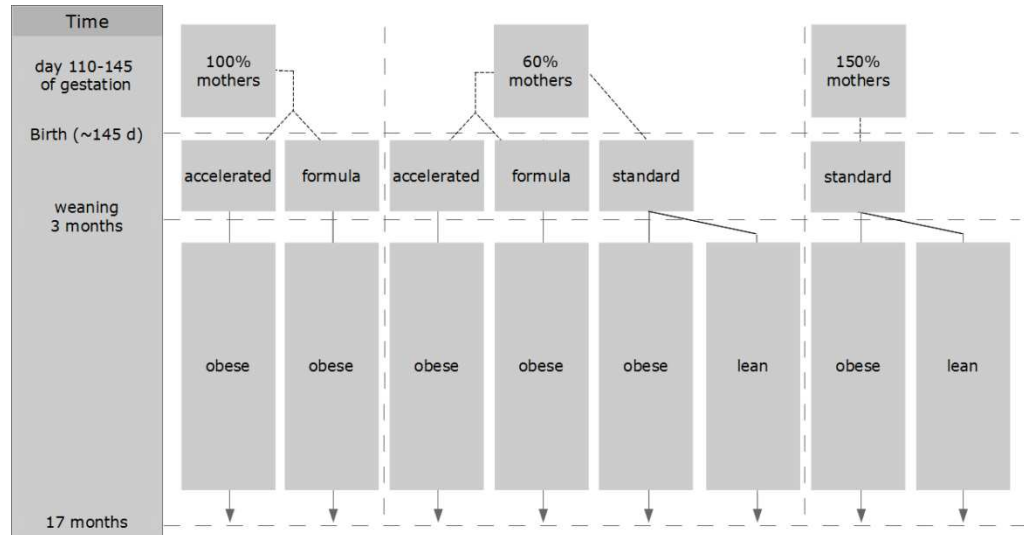 Time
day 110-145
of gestation
100%
mothers
60%
mothers
150%
mothers
Birth (~145 d)
accelerated
formula
accelerated
formula
standard
standard
weaning
3 months
obese
obese
obese
obese
obese
lean
obese
lean
17 months